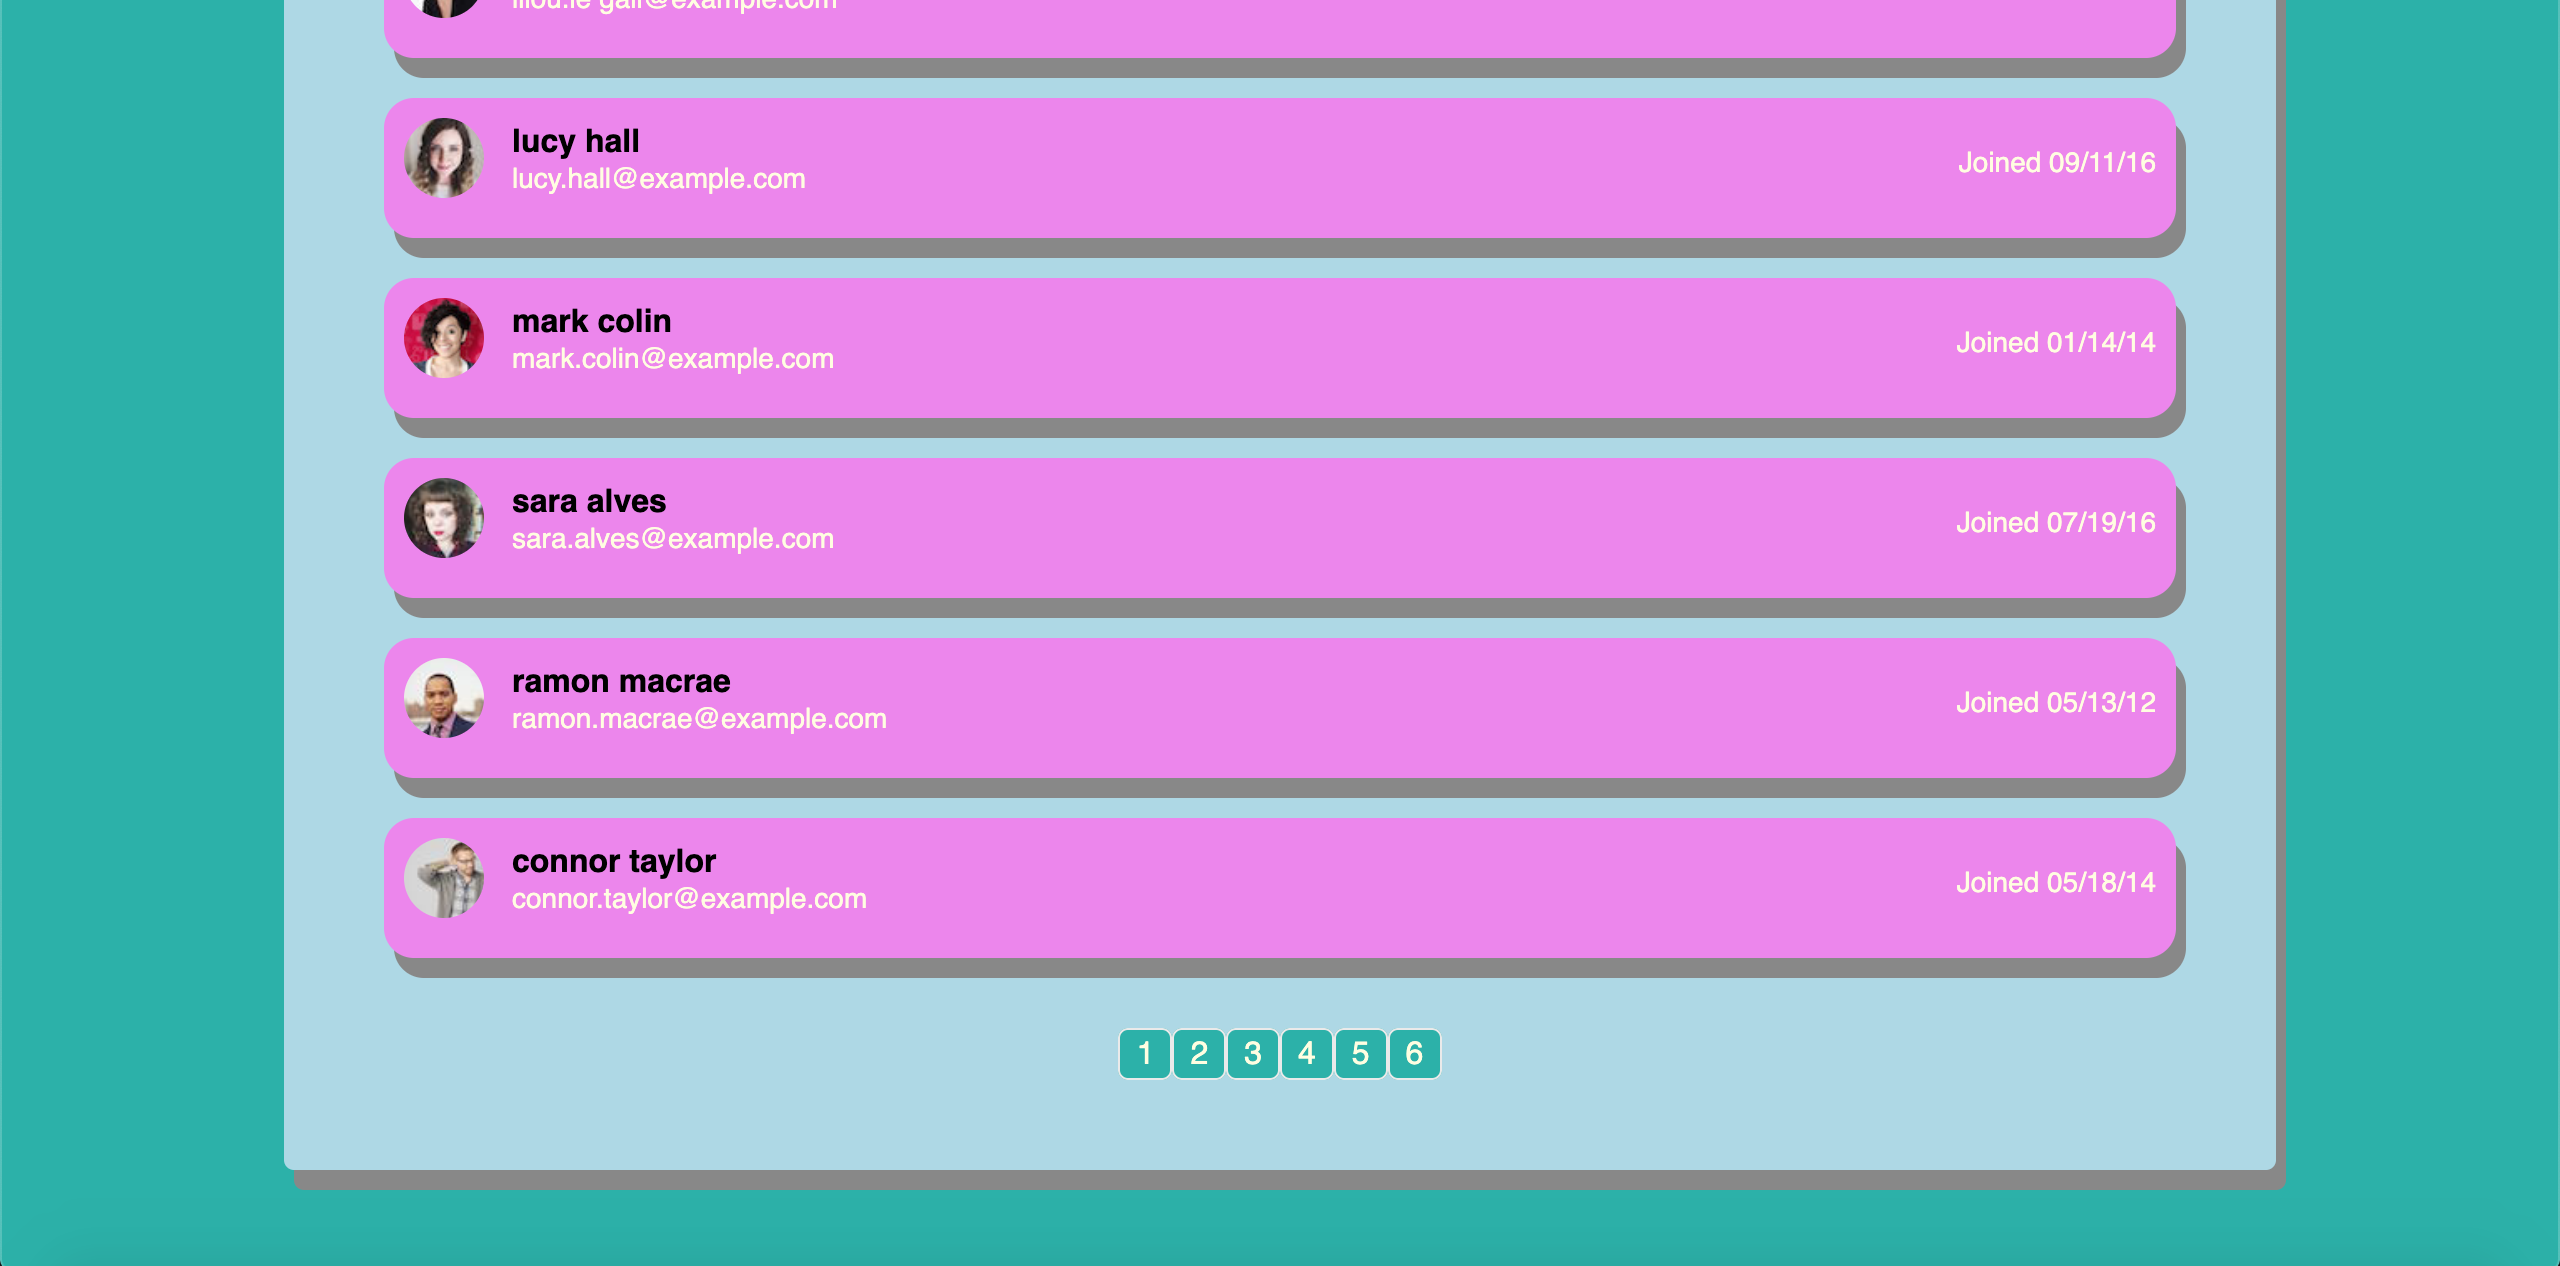 lilou.le gall@example.com
lucy hall
lucy.hall@example.com
Joined 09/11/16
mark colin
mark.colin@example.com
Joined 01/14/14
sara alves
sara.alves@example.com
Joined 07/19/16
ramon macrae
ramon.macrae@example.com
Joined 05/13/12
connor taylor
connor.taylor@example.com
Joined 05/18/14
1 2 3 4 5 6